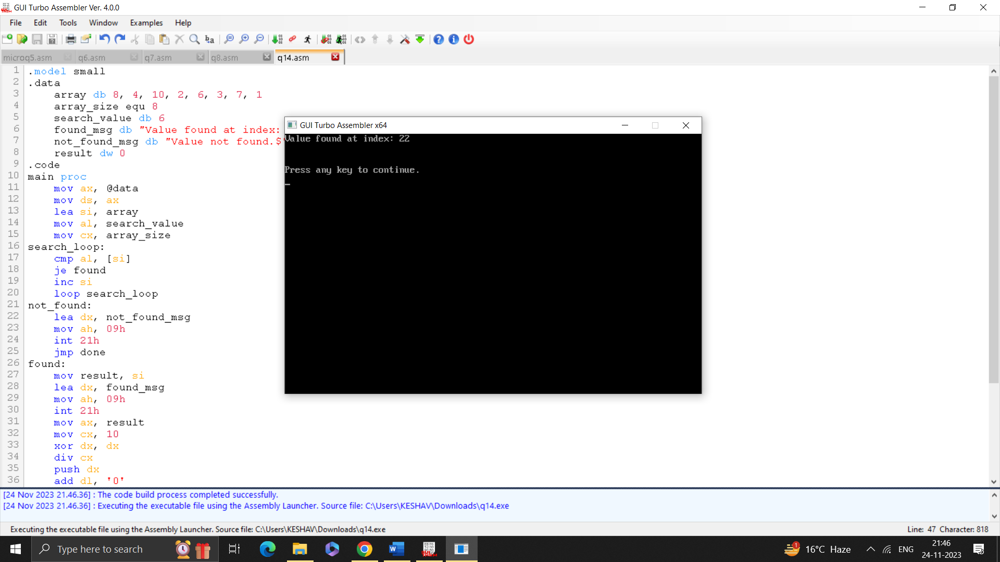 GUI Turbo Assembler Ver. 4.0.0
File Edit Tools Window Examples Help
microq5.asm q6.asm q7.asm q8.asm q14.asm
1 .model small
2 .data
3 array db 8, 4, 10, 2, 6, 3, 7, 1
4 array_size equ 8
5 search_value db 6
6 found_msg db "Value found at index:
7 not_found_msg db "Value not found.$
8 result dw 0
9 .code
10 main proc
11 mov ax, @data
12 mov ds, ax
13 lea si, array
14 mov al, search_value
15 mov cx, array_size
16 search_loop:
17 cmp al, [si]
18 je found
19 inc si
20 loop search_loop
21 not_found:
22 lea dx, not_found_msg
23 mov ah, 09h
24 int 21h
25 jmp done
26 found:
27 mov result, si
28 lea dx, found_msg
29 mov ah, 09h
30 int 21h
31 mov ax, result
32 mov cx, 10
33 xor dx, dx
34 div cx
35 push dx
36 add dl, '0'
GUI Turbo Assembler x64
Value found at index: 22
Press any key to continue.
_
[24 Nov 2023 21.46.36] : The code build process completed successfully.
[24 Nov 2023 21.46.36] : Executing the executable file using the Assembly Launcher. Source file: C:\Users\KESHAV\Downloads\q14.exe
Executing the executable file using the Assembly Launcher. Source file: C:\Users\KESHAV\Downloads\q14.exe
Line: 47 Character: 818
Type here to search
1
16°C Haze
ENG
21:46
24-11-2023